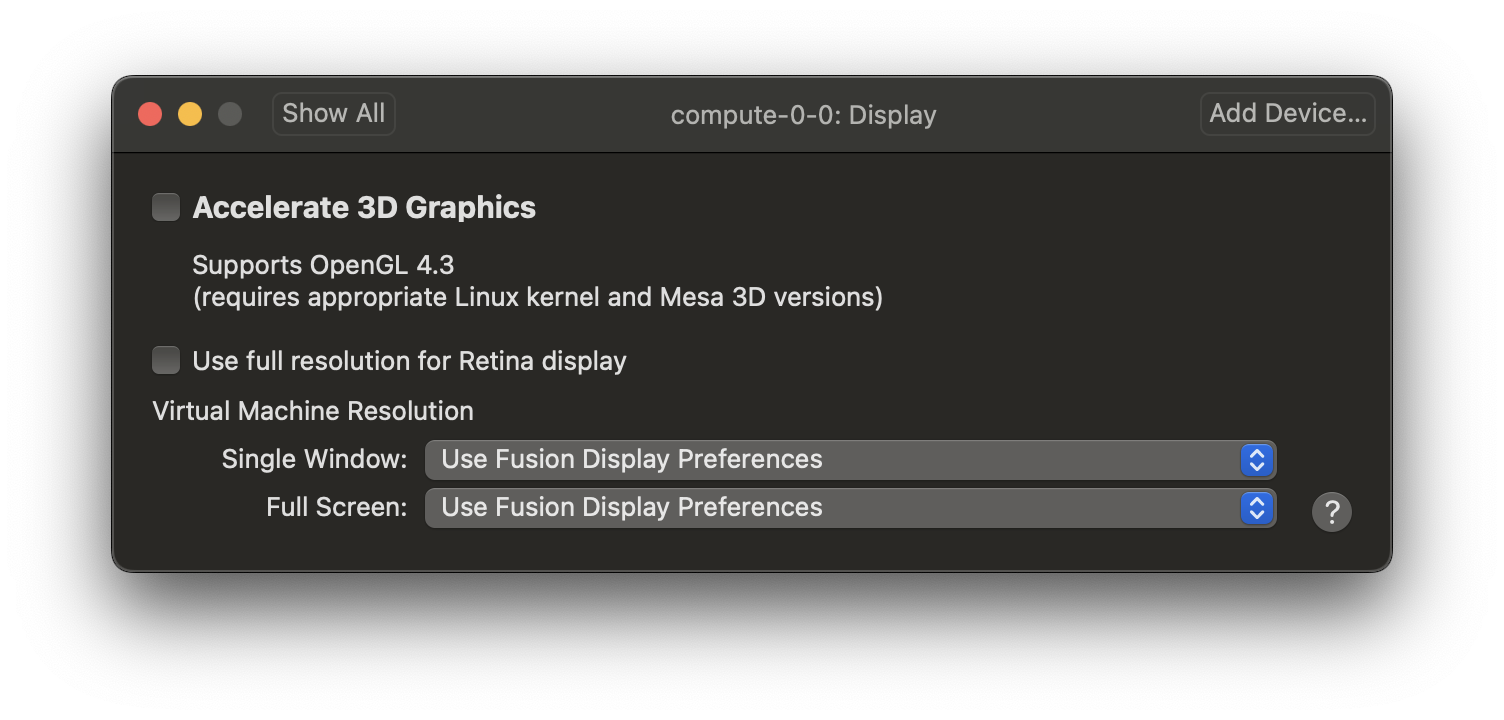 Show All
compute-0-0: Display
Add Device...
Accelerate 3D Graphics
Supports OpenGL 4.3
(requires appropriate Linux kernel and Mesa 3D versions)
Use full resolution for Retina display
Virtual Machine Resolution
Single Window: Use Fusion Display Preferences
Full Screen: Use Fusion Display Preferences
?